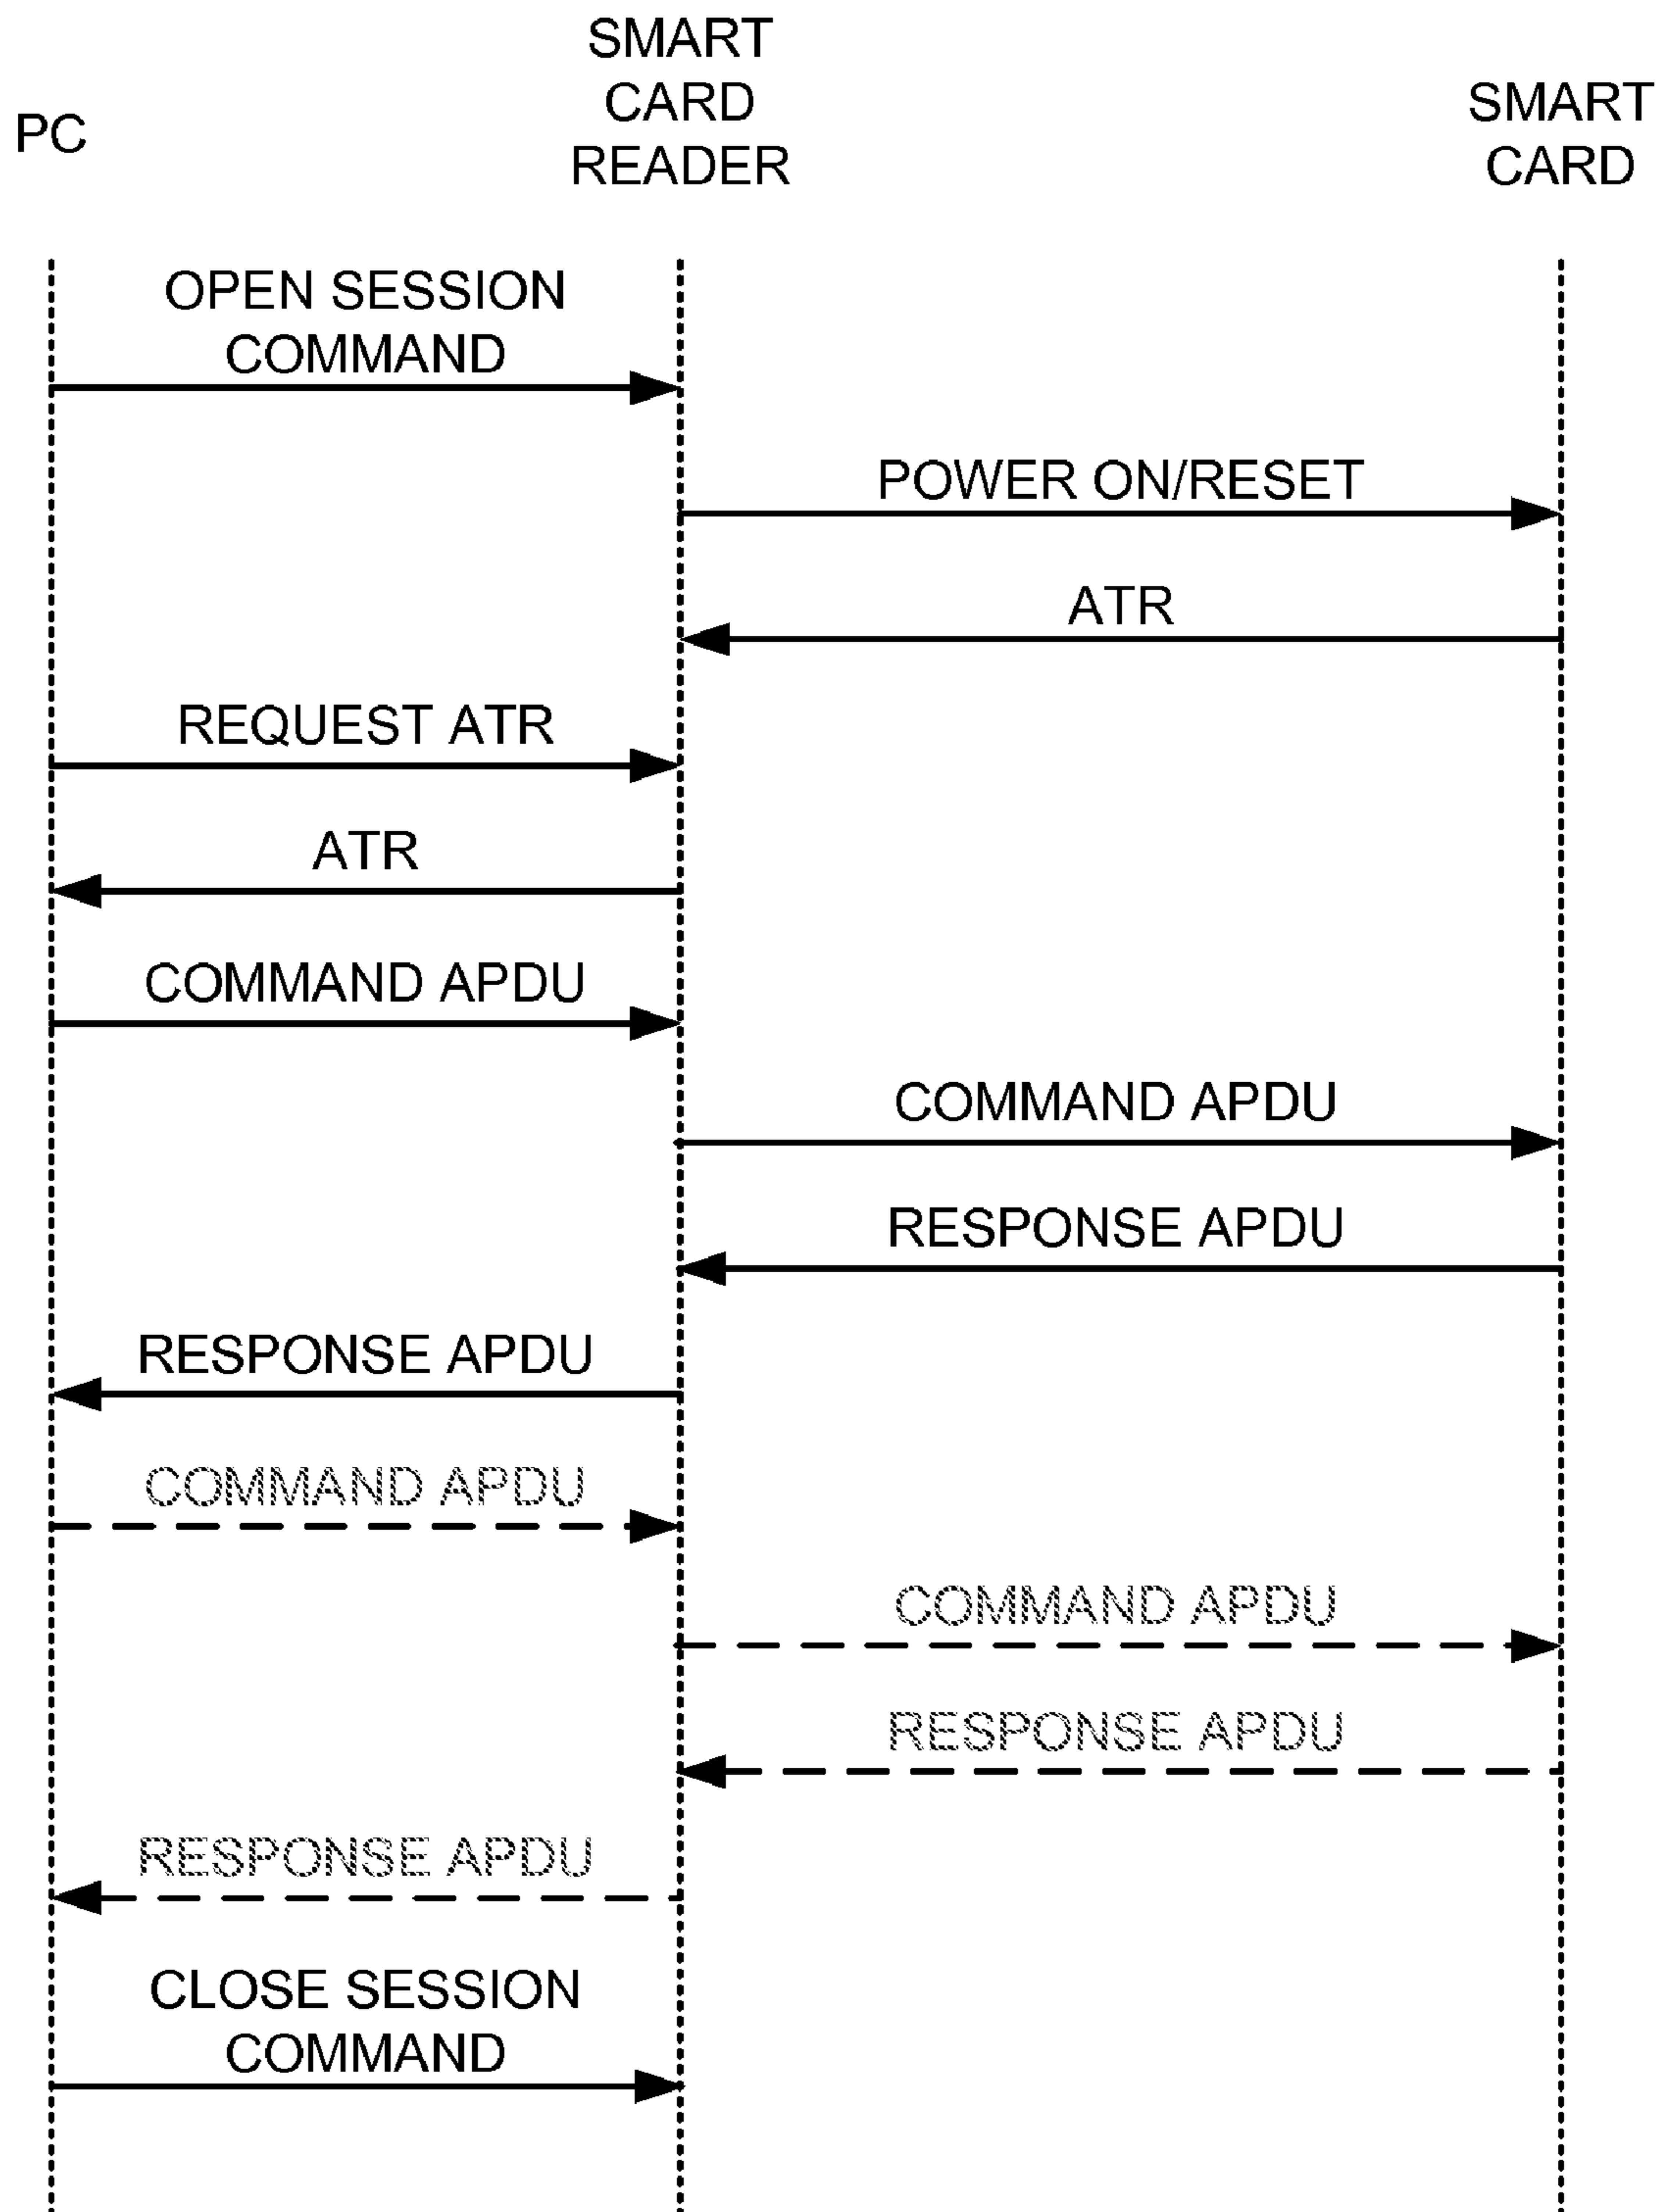 PC
SMART
CARD
READER
SMART
CARD
OPEN SESSION
COMMAND
POWER ON/RESET
ATR
REQUEST ATR
ATR
COMMAND APDU
COMMAND APDU
RESPONSE APDU
RESPONSE APDU
COMMAND APDU
COMMAND APDU
RESPONSE APDU
RESPONSE APDU
CLOSE SESSION
COMMAND